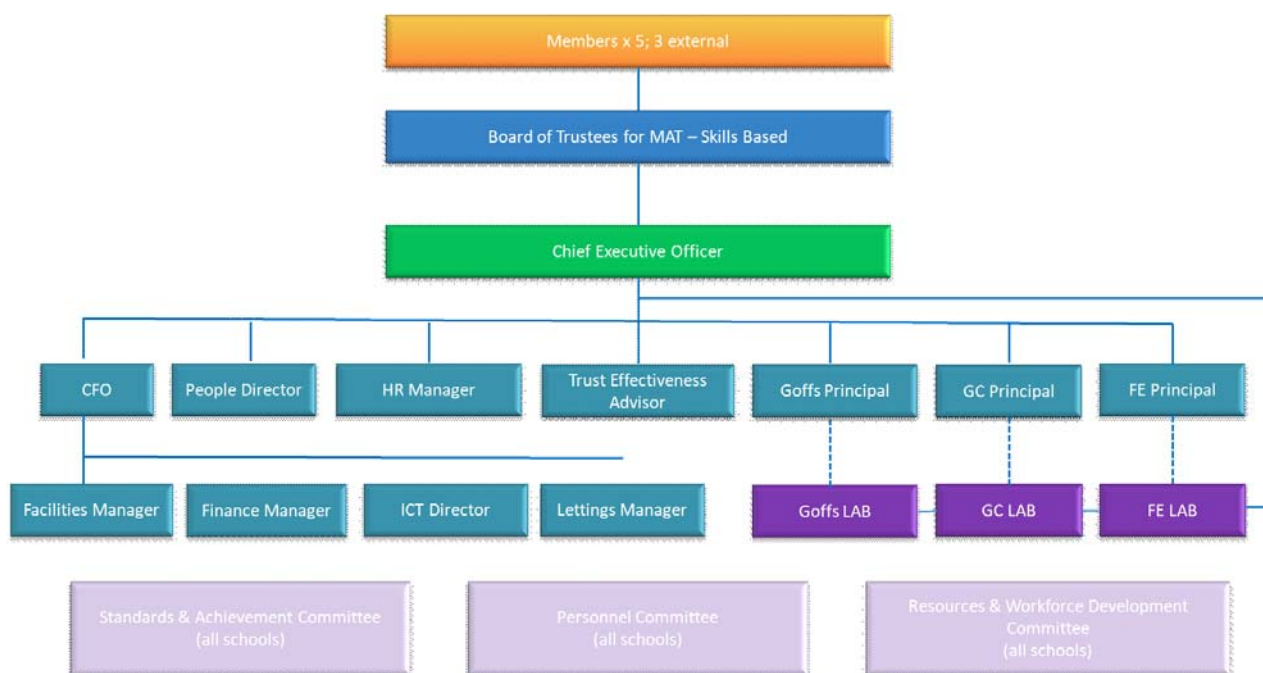 Members x 5; 3 external
Board of Trustees for MAT – Skills Based
Chief Executive Officer
CFO
People Director
HR Manager
Trust Effectiveness
Advisor
Goffs Principal
GC Principal
FE Principal
Facilities Manager
Finance Manager
ICT Director
Lettings Manager
Goffs LAB
GC LAB
FE LAB
Standards & Achievement Committee
(all schools)
Personnel Committee
(all schools)
Resources & Workforce Development
Committee
(all schools)